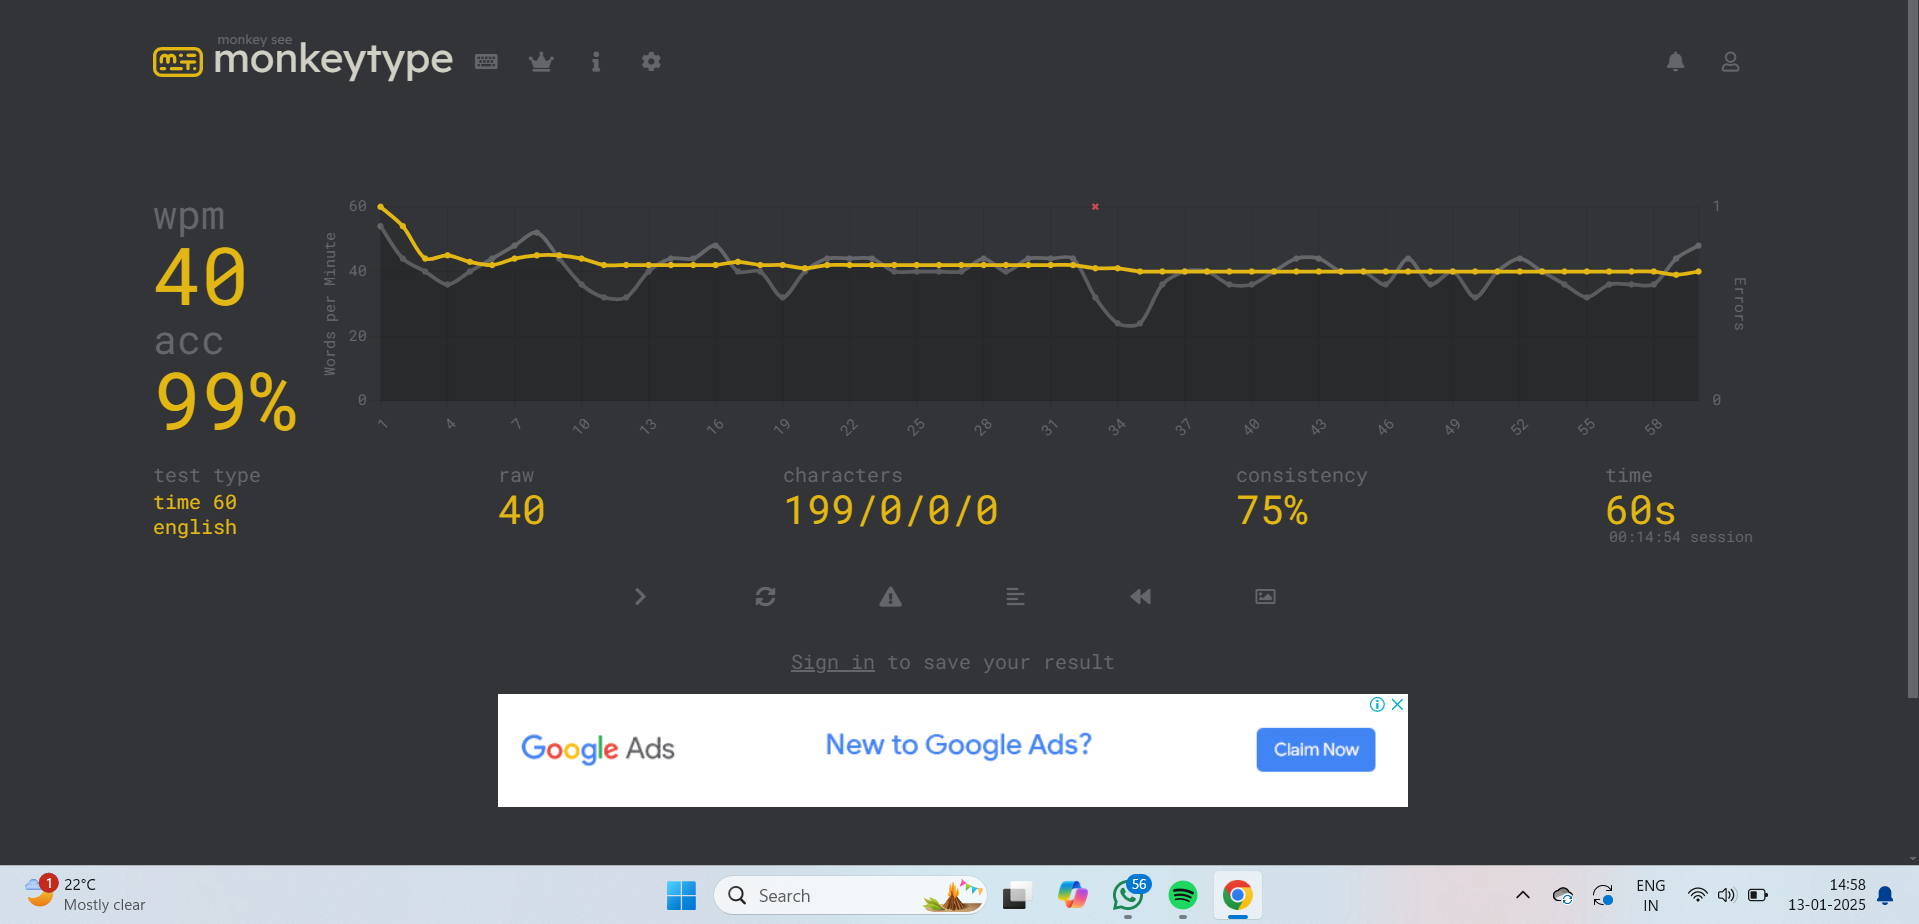 monkey see
monkeytype
wpm
40
acc
99%
Words per Minute
60
40
20
0
1
0
Errors
1 4 7 10 13 16 19 22 25 28 31 34 37 40 43 46 49 52 55 58
test type
time 60
english
raw
40
characters
199/0/0/0
consistency
75%
time
60s
00:14:54 session
Sign in to save your result
Google Ads
New to Google Ads?
Claim Now
1
22°C
Mostly clear
Search
56
ENG
IN
14:58
13-01-2025